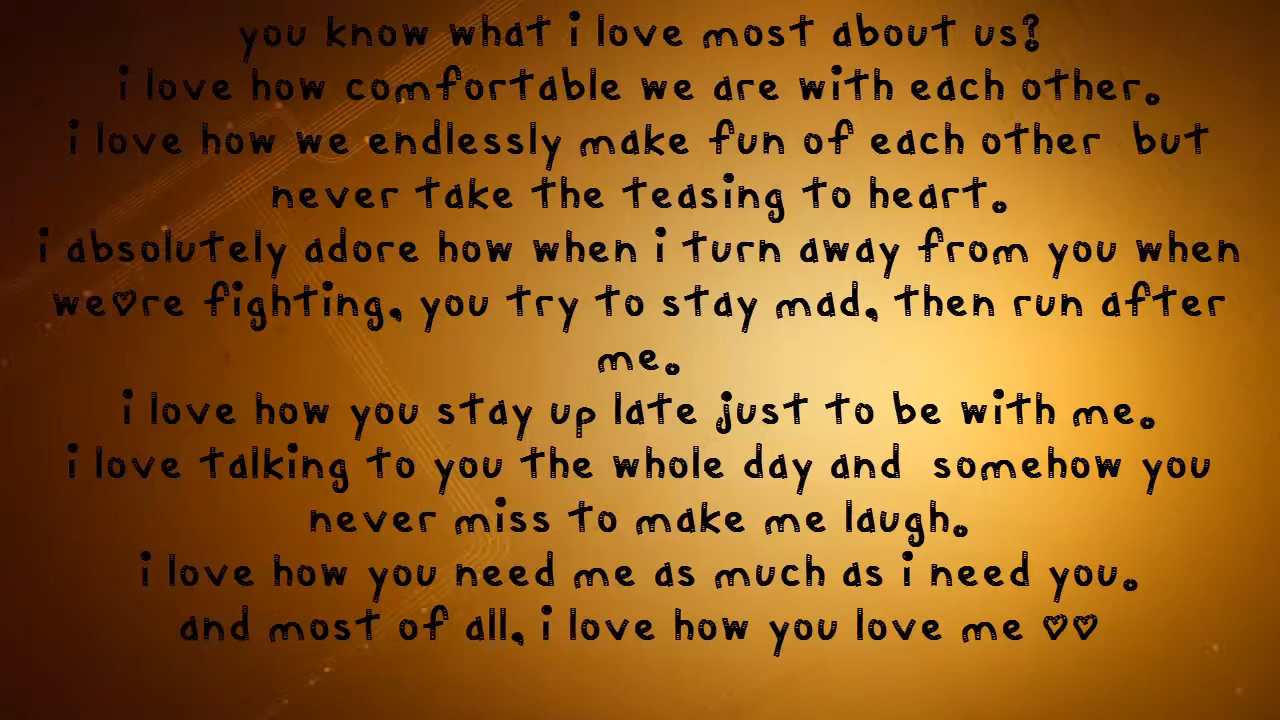 you know what i love most about us?
i love how comfortable we are with each other.
i love how we endlessly make fun of each other  but
never take the teasing to heart.
i absolutely adore how when i turn away from you when
we♡re fighting, you try to stay mad, then run after
me.
i love how you stay up late just to be with me.
i love talking to you the whole day and  somehow you
never miss to make me laugh.
i love how you need me as much as i need you.
and most of all, i love how you love me ♡♡